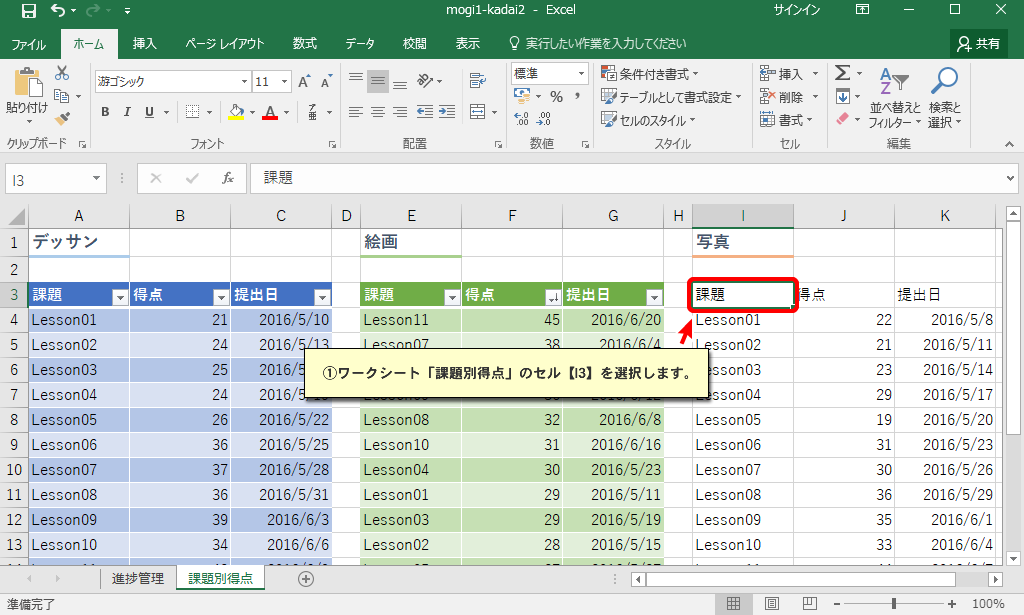 mogi1-kadai2 - Excel サインイン
ファイル ホーム 挿入 ページ レイアウト 数式 データ 校閲 表示 実行したい作業を入力してください 共有
貼り付け
クリップボード
游ゴシック 11
B I U
フォント
配置
標準
% ,
数値
条件付き書式
テーブルとして書式設定
セルのスタイル
スタイル
挿入
削除
書式
セル
並べ替えと フィルター
検索と 選択
編集
I3 fx 課題
A B C D E F G H I J K
1 デッサン 絵画 写真
2
3 課題 得点 提出日 課題 得点 提出日 課題 得点 提出日
4 Lesson01 21 2016/5/10 Lesson11 45 2016/6/20 Lesson01 22 2016/5/8
5 Lesson02 24 2016/5/13 Lesson07 38 2016/6/4 Lesson02 21 2016/5/11
6 Lesson03 25 Lesson03 23 2016/5/14
①ワークシート「課題別得点」のセル【I3】を選択します。
7 Lesson04 24 Lesson04 29 2016/5/17
8 Lesson05 26 2016/5/22 Lesson08 32 2016/6/8 Lesson05 19 2016/5/20
9 Lesson06 36 2016/5/25 Lesson10 31 2016/6/16 Lesson06 31 2016/5/23
10 Lesson07 37 2016/5/28 Lesson04 30 2016/5/23 Lesson07 30 2016/5/26
11 Lesson08 36 2016/5/31 Lesson01 29 2016/5/11 Lesson08 36 2016/5/29
12 Lesson09 39 2016/6/3 Lesson03 29 2016/5/19 Lesson09 35 2016/6/1
13 Lesson10 34 2016/6/6 Lesson02 28 2016/5/15 Lesson10 33 2016/6/4
進捗管理 課題別得点
準備完了 100%